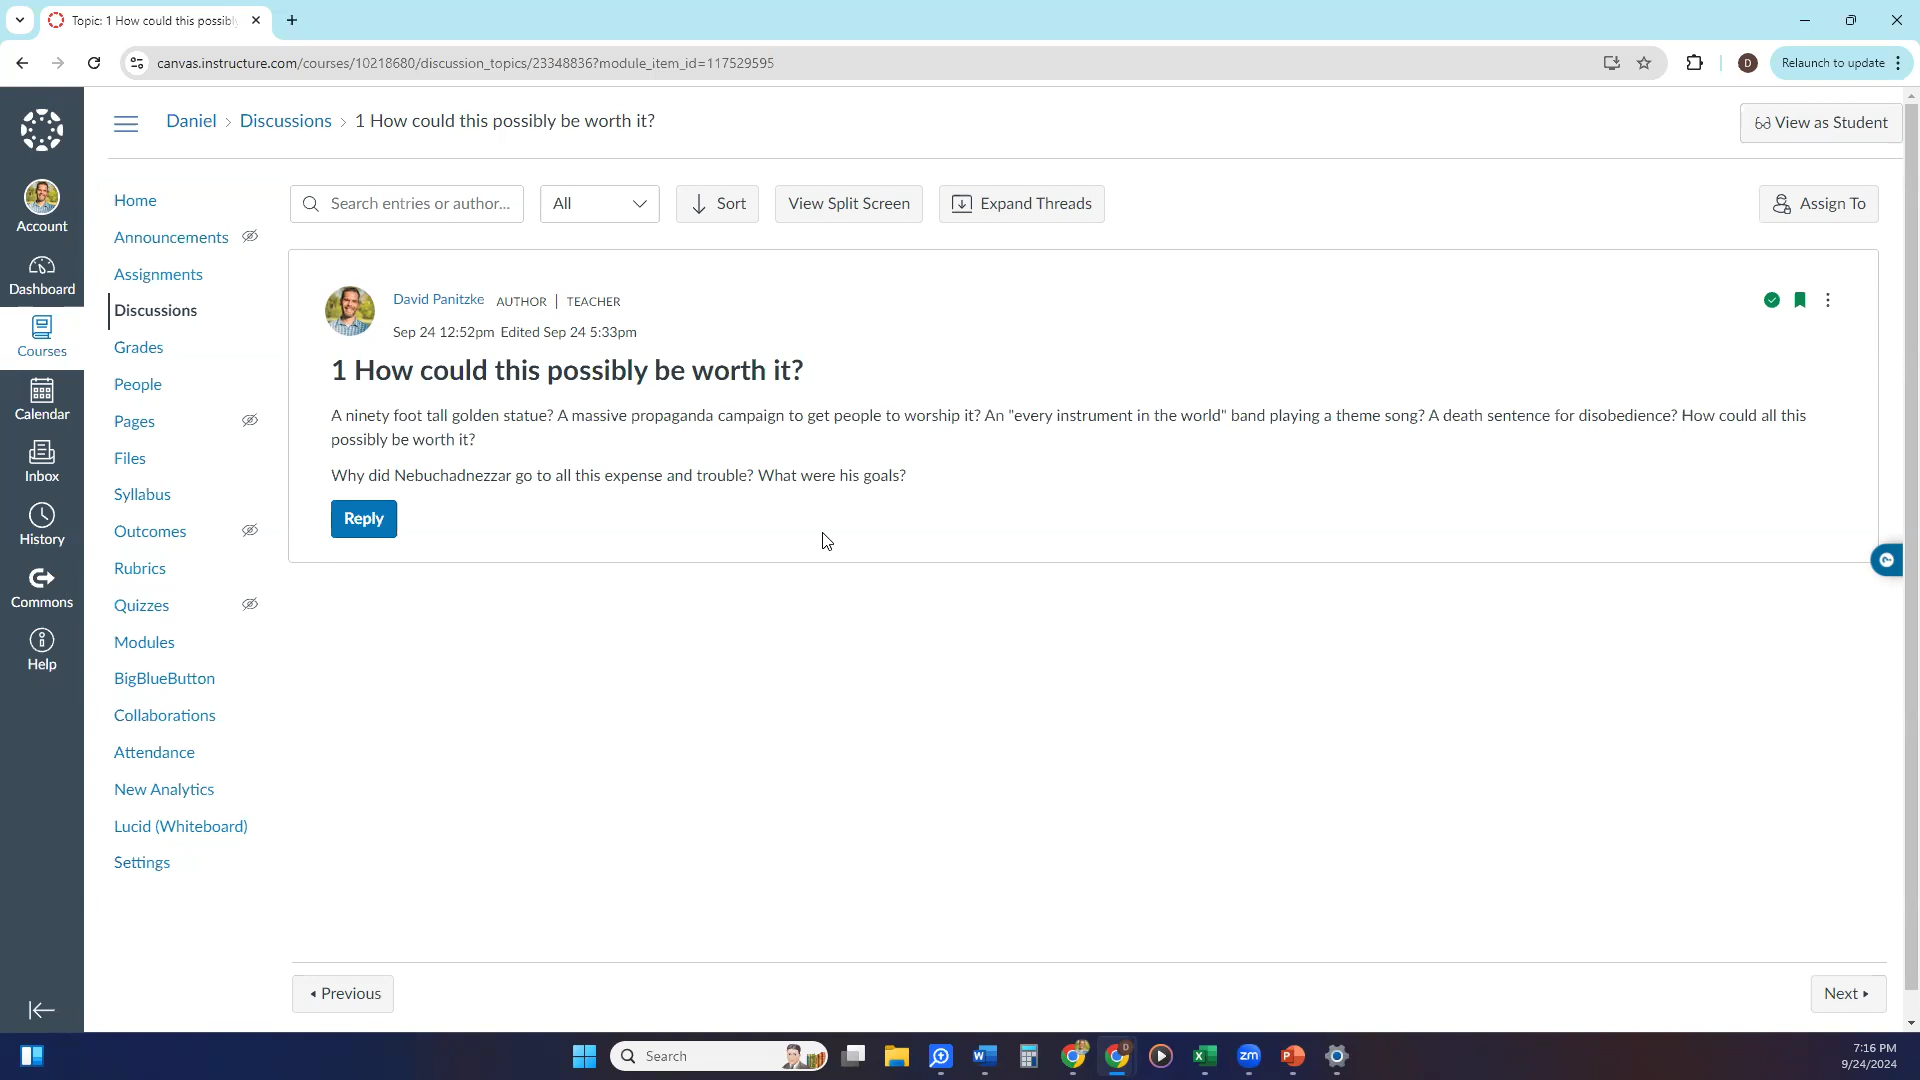 Topic: 1 How could this possibly
canvas.instructure.com/courses/10218680/discussion_topics/23348836?module_item_id=117529595
D
Relaunch to update
Daniel › Discussions › 1 How could this possibly be worth it?
View as Student
Account
Dashboard
Courses
Calendar
Inbox
History
Commons
Help
Home
Announcements
Assignments
Discussions
Grades
People
Pages
Files
Syllabus
Outcomes
Rubrics
Quizzes
Modules
BigBlueButton
Collaborations
Attendance
New Analytics
Lucid (Whiteboard)
Settings
Search entries or author...
All
Sort
View Split Screen
Expand Threads
Assign To
David Panitzke AUTHOR | TEACHER
Sep 24 12:52pm Edited Sep 24 5:33pm
1 How could this possibly be worth it?
A ninety foot tall golden statue? A massive propaganda campaign to get people to worship it? An "every instrument in the world" band playing a theme song? A death sentence for disobedience? How could all this
possibly be worth it?
Why did Nebuchadnezzar go to all this expense and trouble? What were his goals?
Reply
Previous
Next
Search
D
zm
7:16 PM
9/24/2024